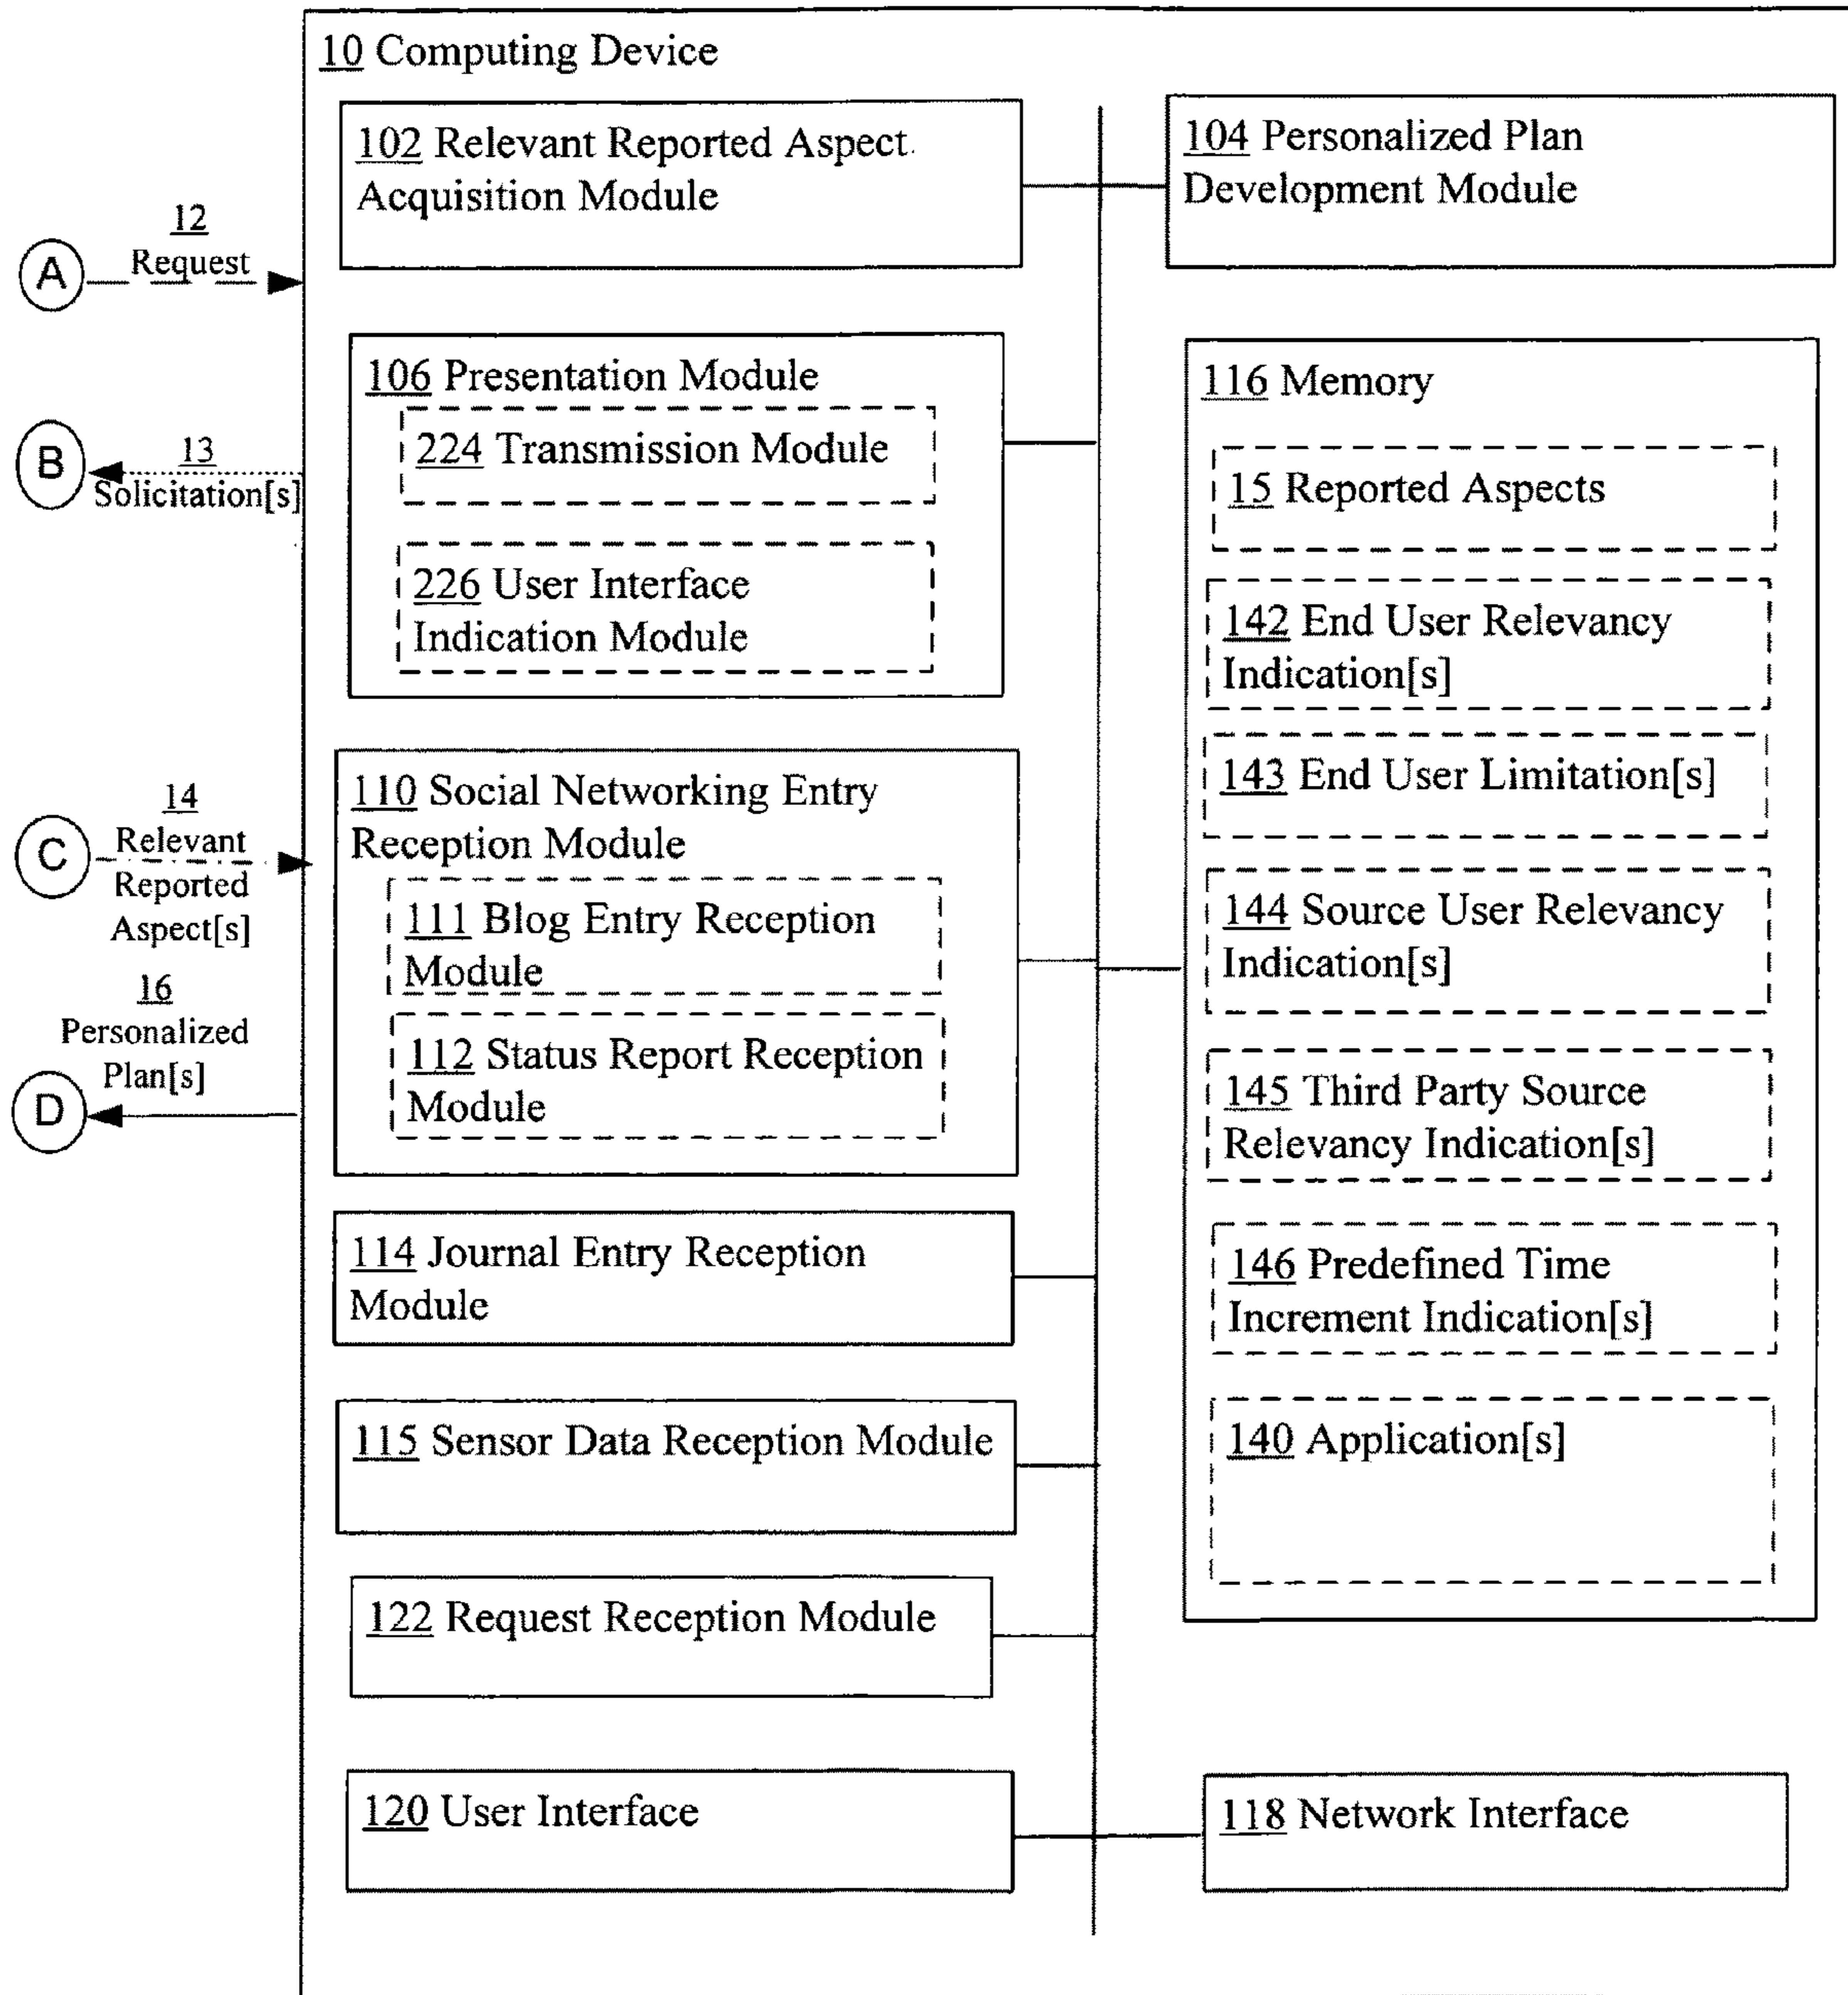 10 Computing Device
102 Relevant Reported Aspect
Acquisition Module
104 Personalized Plan
Development Module
12
Request
A
106 Presentation Module
224 Transmission Module
226 User Interface
Indication Module
13
Solicitation[s]
B
110 Social Networking Entry
Reception Module
111 Blog Entry Reception
Module
112 Status Report Reception
Module
14
Relevant
Reported
Aspect[s]
C
16
Personalized
Plan[s]
D
114 Journal Entry Reception
Module
115 Sensor Data Reception Module
122 Request Reception Module
120 User Interface
116 Memory
15 Reported Aspects
142 End User Relevancy
Indication[s]
143 End User Limitation[s]
144 Source User Relevancy
Indication[s]
145 Third Party Source
Relevancy Indication[s]
146 Predefined Time
Increment Indication[s]
140 Application[s]
118 Network Interface